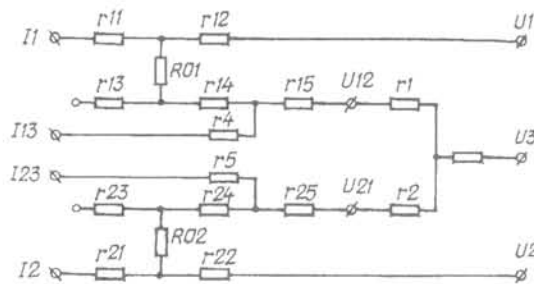 I1 r11 r12 U1
R01
r13 r14 r15 U12 r1
I13 r4
U3
I23 r5
r23 r24 r25 U21 r2
R02
I2 r21 r22 U2